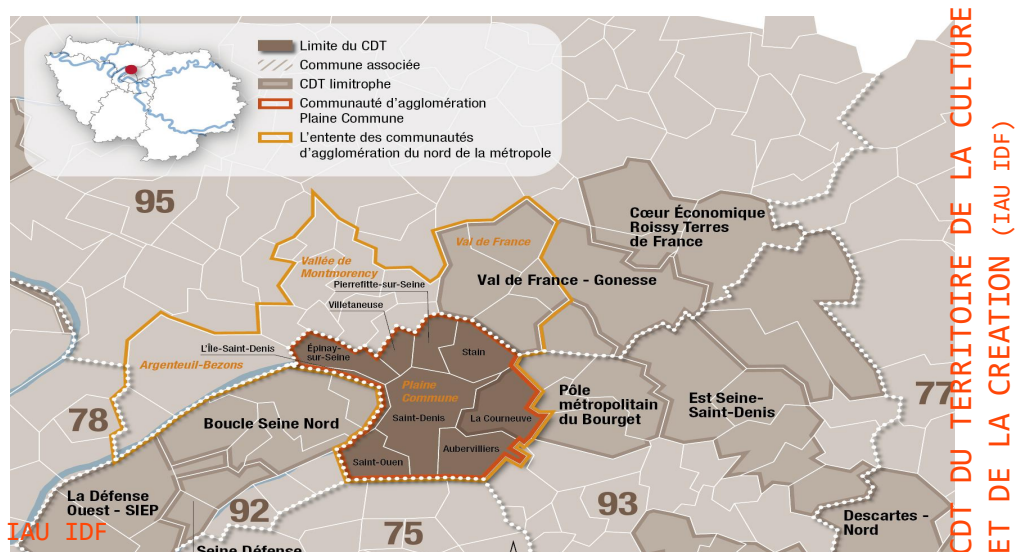 Limite du CDT
Commune associée
CDT limitrophe
Communauté d'agglomération
Plaine Commune
L'entente des communautés
d'agglomération du nord de la métropole
95
Vallée de
Montmorency
Val de France
Cœur Économique
Roissy Terres
de France
Val de France - Gonesse
Pierrefitte-sur-Seine
Villetaneuse
L'Île-Saint-Denis
Épinay-
sur-Seine
Stain
Argenteuil-Bezons
Plaine
Commune
Pôle
métropolitain
du Bourget
Est Seine-
Saint-Denis
77
78
Boucle Seine Nord
Saint-Denis
La Courneuve
Aubervilliers
Saint-Ouen
La Défense
Ouest - SIEP
92
75
93
Descartes -
Nord
Seine Défense
IAU IDF
CDT DU TERRITOIRE DE LA CULTURE
ET DE LA CREATION (IAU IDF)